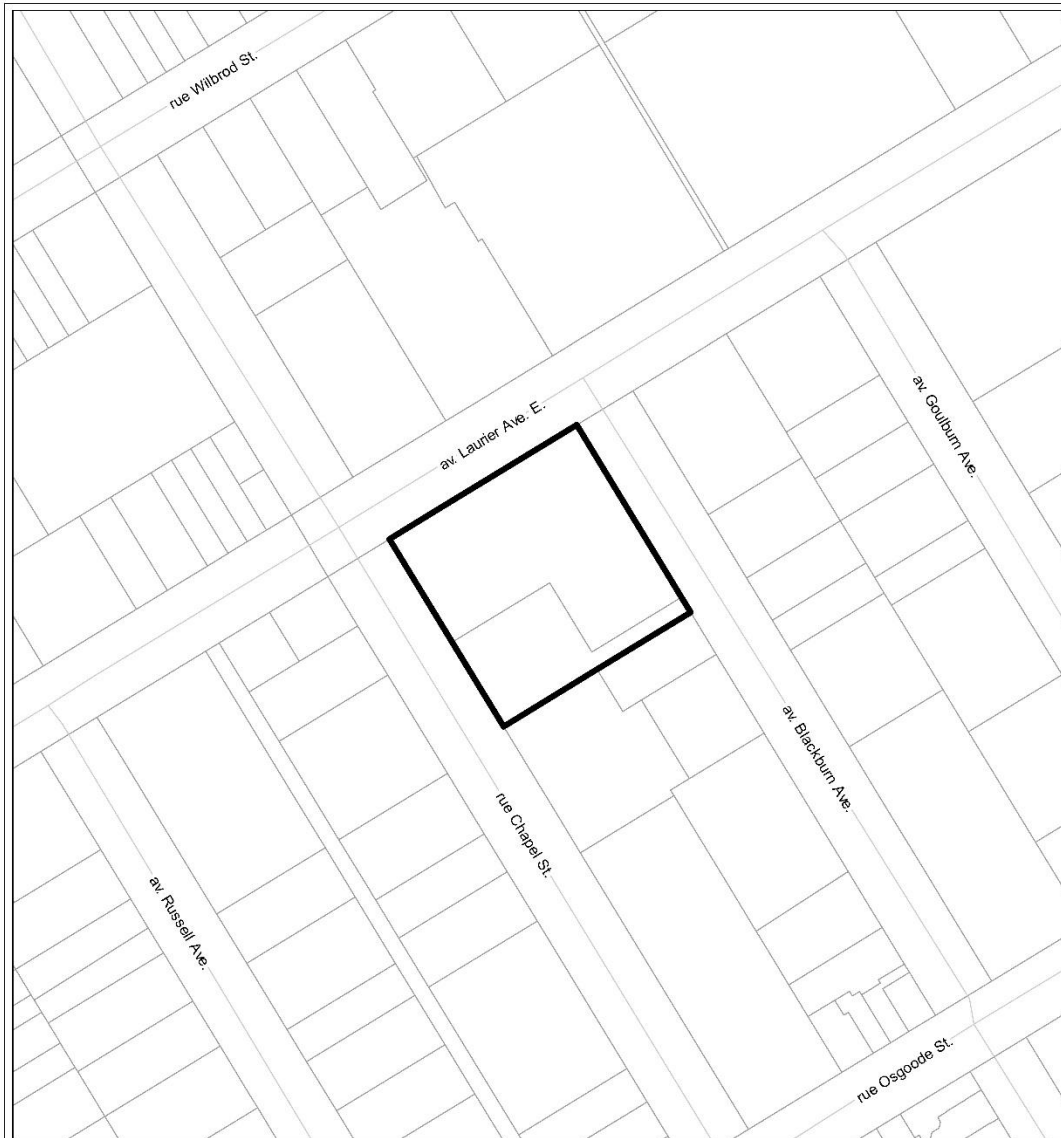 rue Wilbrod St.
av. Laurier Ave. E.
av. Goulburn Ave.
av. Blackburn Ave.
rue Chapel St.
av. Russell Ave.
rue Osgoode St.